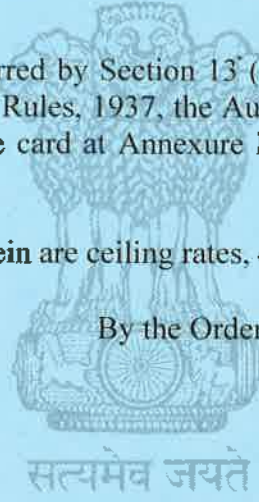 rred by Section 13 (
Rules, 1937, the Au
e card at Annexure
ein are ceiling rates,
By the Order
सत्यमेव जयते